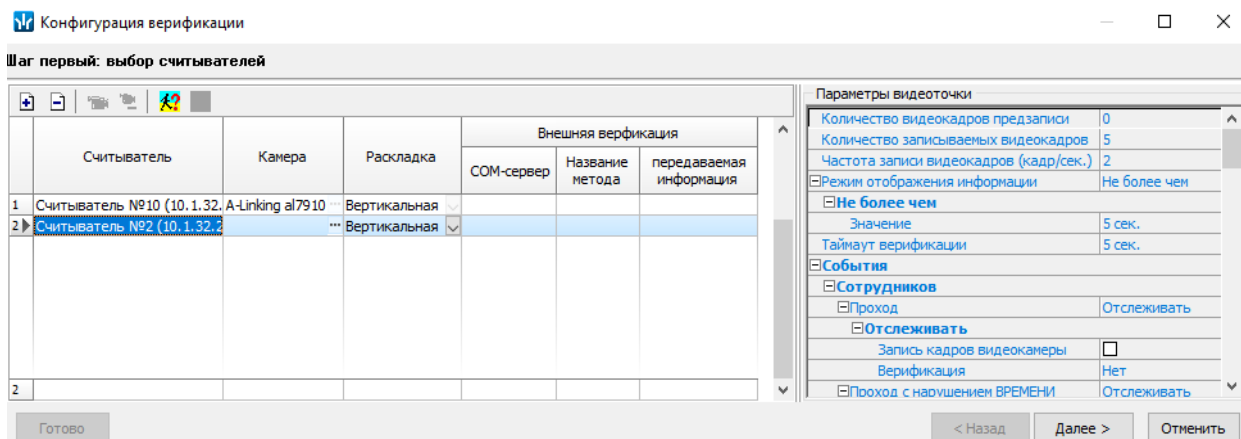 Конфигурация верификации
Шаг первый: выбор считывателей
Считыватель
Камера
Раскладка
Внешняя верфикация
COM-сервер
Название метода
передаваемая информация
1 Считыватель №10 (10.1.32. A-Linking al7910 ... Вертикальная
2 Считыватель №2 (10.1.32.2 ... Вертикальная
2
Параметры видеоточки
Количество видеокадров предзаписи 0
Количество записываемых видеокадров 5
Частота записи видеокадров (кадр/сек.) 2
Режим отображения информации Не более чем
Не более чем
Значение 5 сек.
Таймаут верификации 5 сек.
События
Сотрудников
Проход Отслеживать
Отслеживать
Запись кадров видеокамеры
Верификация Нет
Проход с нарушением ВРЕМЕНИ Отслеживать
Готово
< Назад
Далее >
Отменить